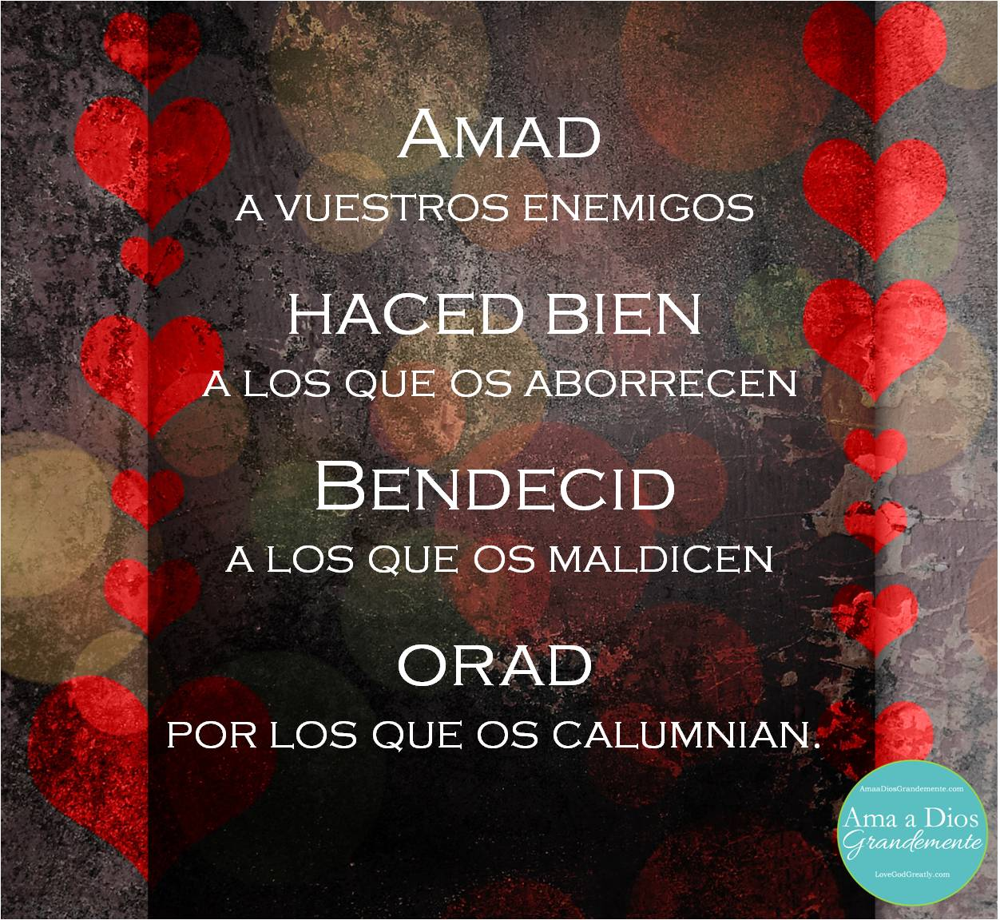 AMAD
A VUESTROS ENEMIGOS
HACED BIEN
A LOS QUE OS ABORRECEN
BENDECID
A LOS QUE OS MALDICEN
ORAD
POR LOS QUE OS CALUMNIAN.
AmaaDiosGrandemente.com
Ama a Dios
Grandemente
LoveGodGreatly.com